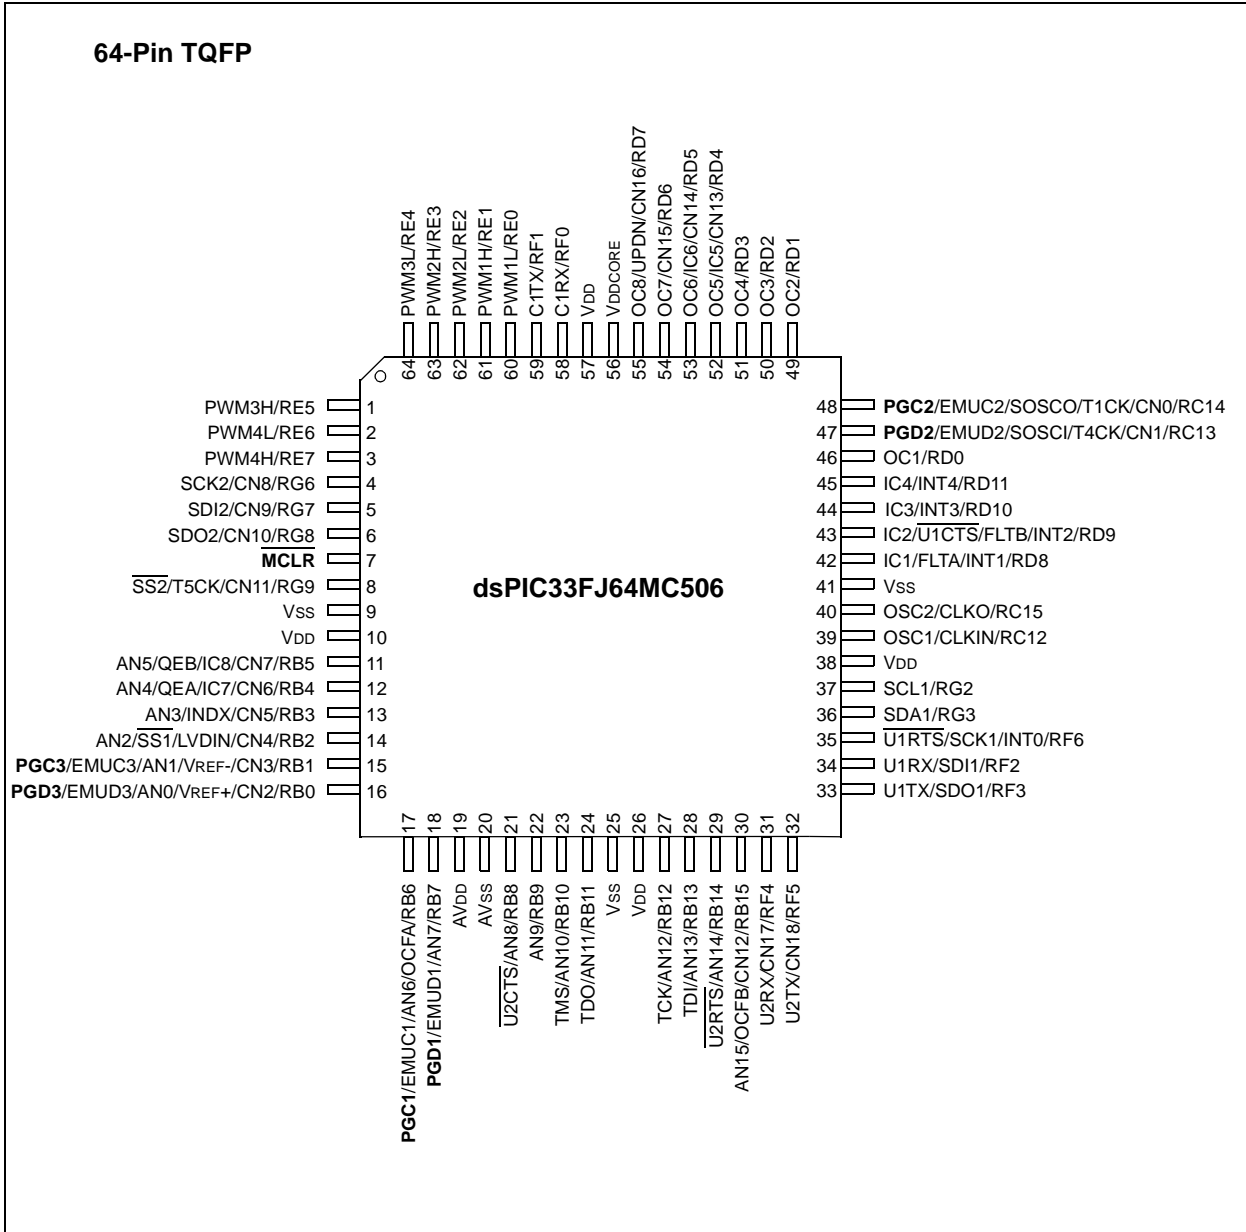 64-Pin TQFP
PWM3L/RE4
PWM2H/RE3
PWM2L/RE2
PWM1H/RE1
PWM1L/RE0
C1TX/RF1
C1RX/RF0
VDD
VDDCORE
OC8/UPDN/CN16/RD7
OC7/CN15/RD6
OC6/IC6/CN14/RD5
OC5/IC5/CN13/RD4
OC4/RD3
OC3/RD2
OC2/RD1
64 63 62 61 60 59 58 57 56 55 54 53 52 51 50 49
PWM3H/RE5 1
PWM4L/RE6 2
PWM4H/RE7 3
SCK2/CN8/RG6 4
SDI2/CN9/RG7 5
SDO2/CN10/RG8 6
MCLR 7
SS2/T5CK/CN11/RG9 8
VSS 9
VDD 10
AN5/QEB/IC8/CN7/RB5 11
AN4/QEA/IC7/CN6/RB4 12
AN3/INDX/CN5/RB3 13
AN2/SS1/LVDIN/CN4/RB2 14
PGC3/EMUC3/AN1/VREF-/CN3/RB1 15
PGD3/EMUD3/AN0/VREF+/CN2/RB0 16
dsPIC33FJ64MC506
48 PGC2/EMUC2/SOSCO/T1CK/CN0/RC14
47 PGD2/EMUD2/SOSCI/T4CK/CN1/RC13
46 OC1/RD0
45 IC4/INT4/RD11
44 IC3/INT3/RD10
43 IC2/U1CTS/FLTB/INT2/RD9
42 IC1/FLTA/INT1/RD8
41 VSS
40 OSC2/CLKO/RC15
39 OSC1/CLKIN/RC12
38 VDD
37 SCL1/RG2
36 SDA1/RG3
35 U1RTS/SCK1/INT0/RF6
34 U1RX/SDI1/RF2
33 U1TX/SDO1/RF3
17 18 19 20 21 22 23 24 25 26 27 28 29 30 31 32
PGC1/EMUC1/AN6/OCFA/RB6
PGD1/EMUD1/AN7/RB7
AVDD
AVSS
U2CTS/AN8/RB8
AN9/RB9
TMS/AN10/RB10
TDO/AN11/RB11
VSS
VDD
TCK/AN12/RB12
TDI/AN13/RB13
U2RTS/AN14/RB14
AN15/OCFB/CN12/RB15
U2RX/CN17/RF4
U2TX/CN18/RF5